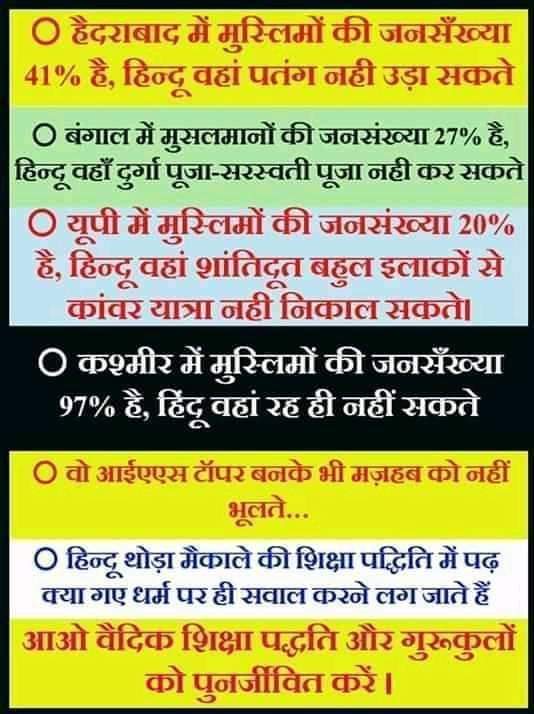 ○ हैदराबाद में मुस्लिमों की जनसँख्या
41% है, हिन्दू वहां पतंग नही उड़ा सकते
○ बंगाल में मुसलमानों की जनसंख्या 27% है,
हिन्दू वहाँ दुर्गा पूजा-सरस्वती पूजा नही कर सकते
○ यूपी में मुस्लिमों की जनसंख्या 20%
है, हिन्दू वहां शांतिदूत बहुल इलाकों से
कांवर यात्रा नही निकाल सकते।
○ कश्मीर में मुस्लिमों की जनसँख्या
97% है, हिंदू वहां रह ही नहीं सकते
○ वो आईएएस टॉपर बनके भी मज़हब को नहीं
भूलते...
○ हिन्दू थोड़ा मैकाले की शिक्षा पद्धिति में पढ़
क्या गए धर्म पर ही सवाल करने लग जाते हैं
आओ वैदिक शिक्षा पद्धति और गुरूकुलों
को पुनर्जीवित करें।